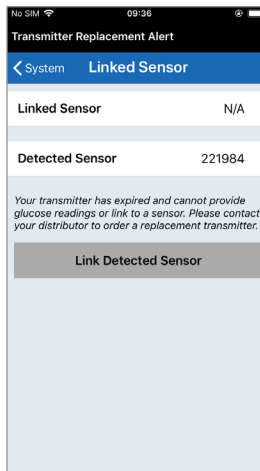 No SIM 09:36
Transmitter Replacement Alert
System Linked Sensor
Linked Sensor N/A
Detected Sensor 221984
Your transmitter has expired and cannot provide
glucose readings or link to a sensor. Please contact
your distributor to order a replacement transmitter.
Link Detected Sensor